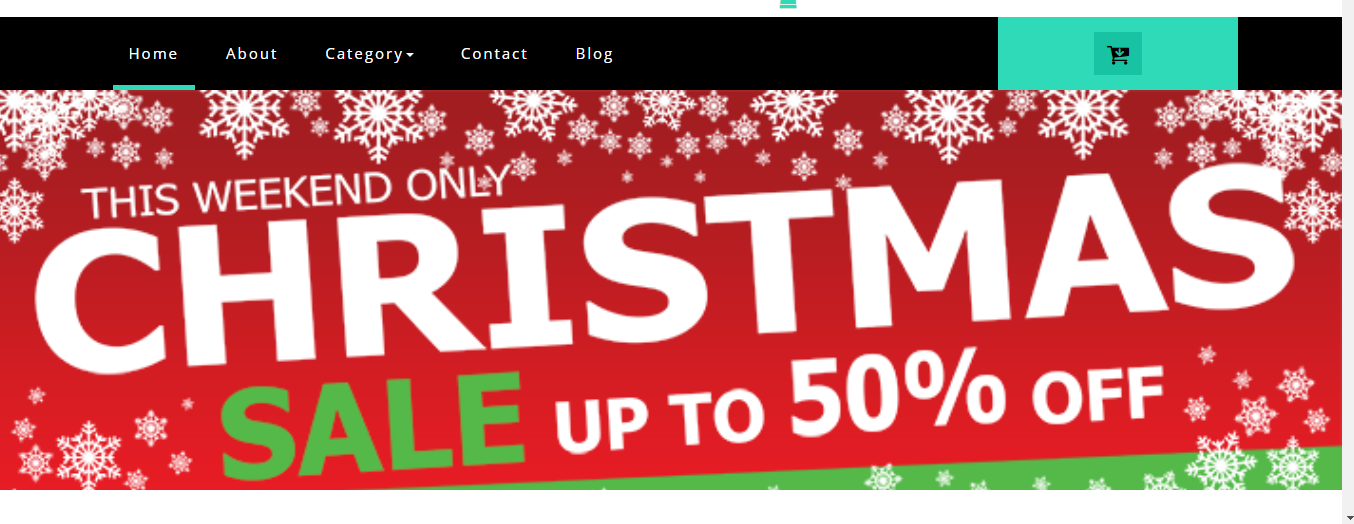 Home About Category Contact Blog
THIS WEEKEND ONLY
CHRISTMAS
SALE UP TO 50% OFF